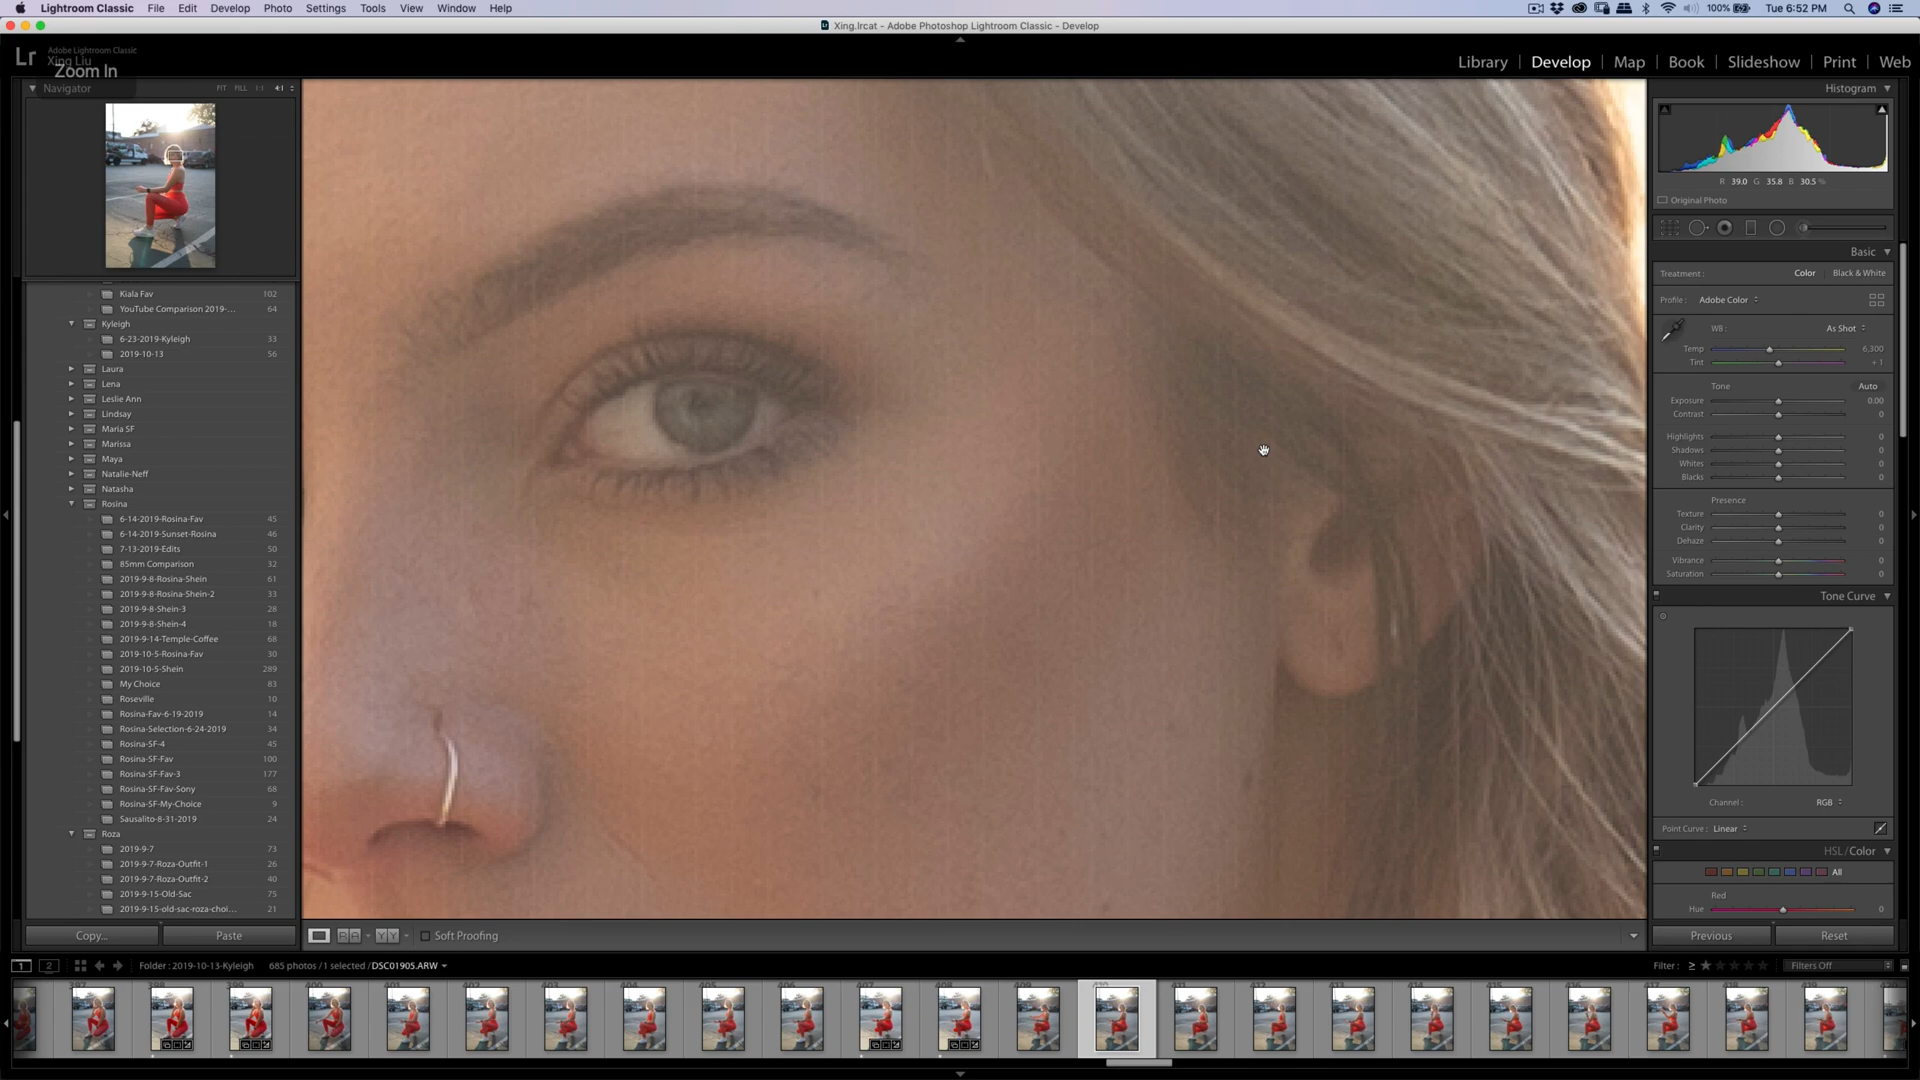 Lightroom Classic File Edit Develop Photo Settings Tools View Window Help 100% Tue 6:52 PM
Xing.lrcat - Adobe Photoshop Lightroom Classic - Develop
Lr Adobe Lightroom Classic
Xing Liu
Zoom In
Library Develop Map Book Slideshow Print Web
Navigator FIT FILL 1:1 4:1
Histogram
R 39.0 G 35.8 B 30.5 %
Original Photo
Basic
Treatment : Color Black & White
Profile : Adobe Color
WB : As Shot
Temp 6,300
Tint + 1
Tone Auto
Exposure 0.00
Contrast 0
Highlights 0
Shadows 0
Whites 0
Blacks 0
Presence
Texture 0
Clarity 0
Dehaze 0
Vibrance 0
Saturation 0
Tone Curve
Channel : RGB
Point Curve : Linear
HSL / Color
All
Red
Hue 0
Kiala Fav 102
YouTube Comparison 2019-... 64
Kyleigh
6-23-2019-Kyleigh 33
2019-10-13 56
Laura
Lena
Leslie Ann
Lindsay
Maria SF
Marissa
Maya
Natalie-Neff
Natasha
Rosina
6-14-2019-Rosina-Fav 45
6-14-2019-Sunset-Rosina 46
7-13-2019-Edits 50
85mm Comparison 32
2019-9-8-Rosina-Shein 61
2019-9-8-Rosina-Shein-2 33
2019-9-8-Shein-3 28
2019-9-8-Shein-4 18
2019-9-14-Temple-Coffee 68
2019-10-5-Rosina-Fav 30
2019-10-5-Shein 289
My Choice 83
Roseville 10
Rosina-Fav-6-19-2019 14
Rosina-Selection-6-24-2019 34
Rosina-SF-4 45
Rosina-SF-Fav 100
Rosina-SF-Fav-3 177
Rosina-SF-Fav-Sony 68
Rosina-SF-My-Choice 9
Sausalito-8-31-2019 24
Roza
2019-9-7 73
2019-9-7-Roza-Outfit-1 26
2019-9-7-Roza-Outfit-2 40
2019-9-15-Old-Sac 75
2019-9-15-old-sac-roza-choi... 21
Copy... Paste
R A Y Y Soft Proofing
Previous Reset
1 2 Folder : 2019-10-13-Kyleigh 685 photos / 1 selected / DSC01905.ARW Filter : Filters Off